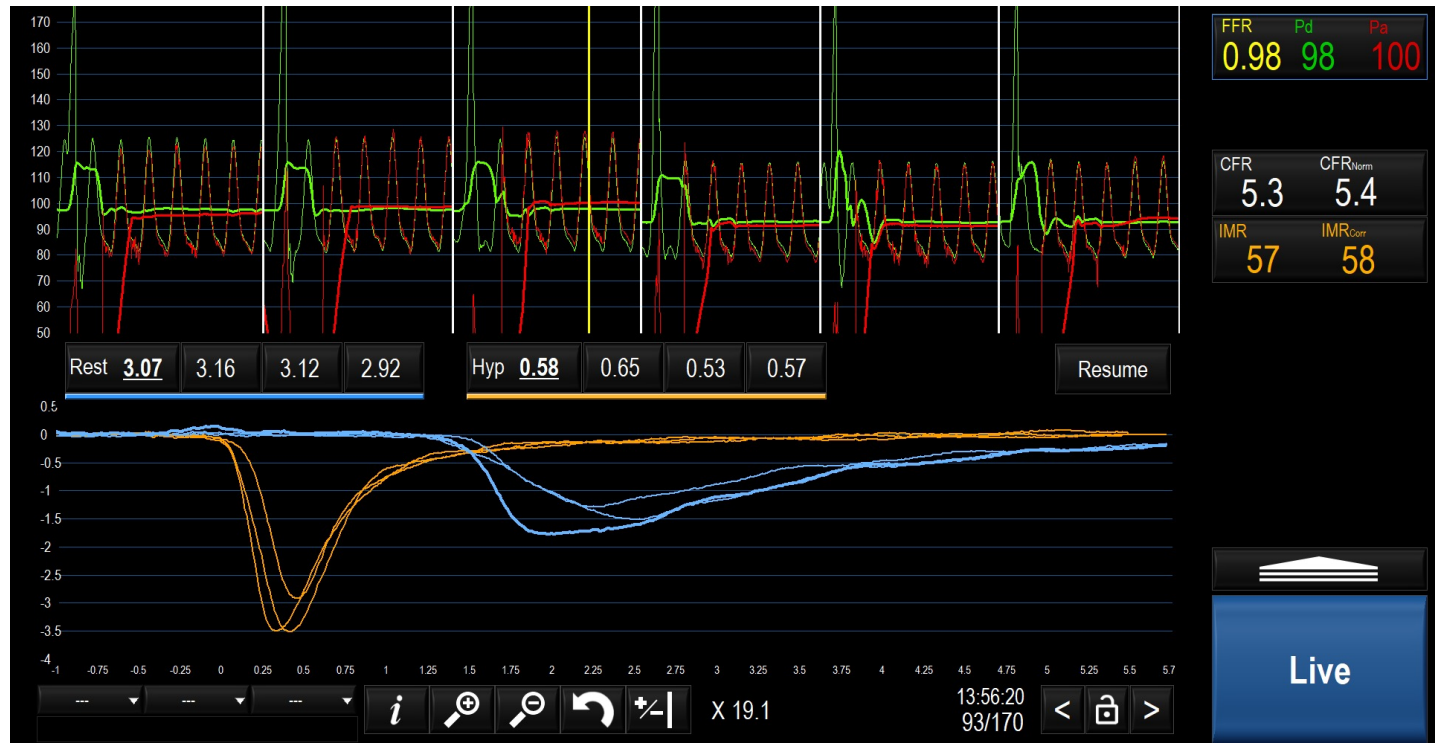 170
160
150
140
130
120
110
100
90
80
70
60
50
FFR Pd Pa
0.98 98 100
CFR CFRNorm
5.3 5.4
IMR IMRCorr
57 58
Rest 3.07 3.16 3.12 2.92
Hyp 0.58 0.65 0.53 0.57
Resume
0.5
0
-0.5
-1
-1.5
-2
-2.5
-3
-3.5
-4
-1 -0.75 -0.5 -0.25 0 0.25 0.5 0.75 1 1.25 1.5 1.75 2 2.25 2.5 2.75 3 3.25 3.5 3.75 4 4.25 4.5 4.75 5 5.25 5.5 5.7
--- --- ---
i
+/-
X 19.1
13:56:20
93/170
< >
Live